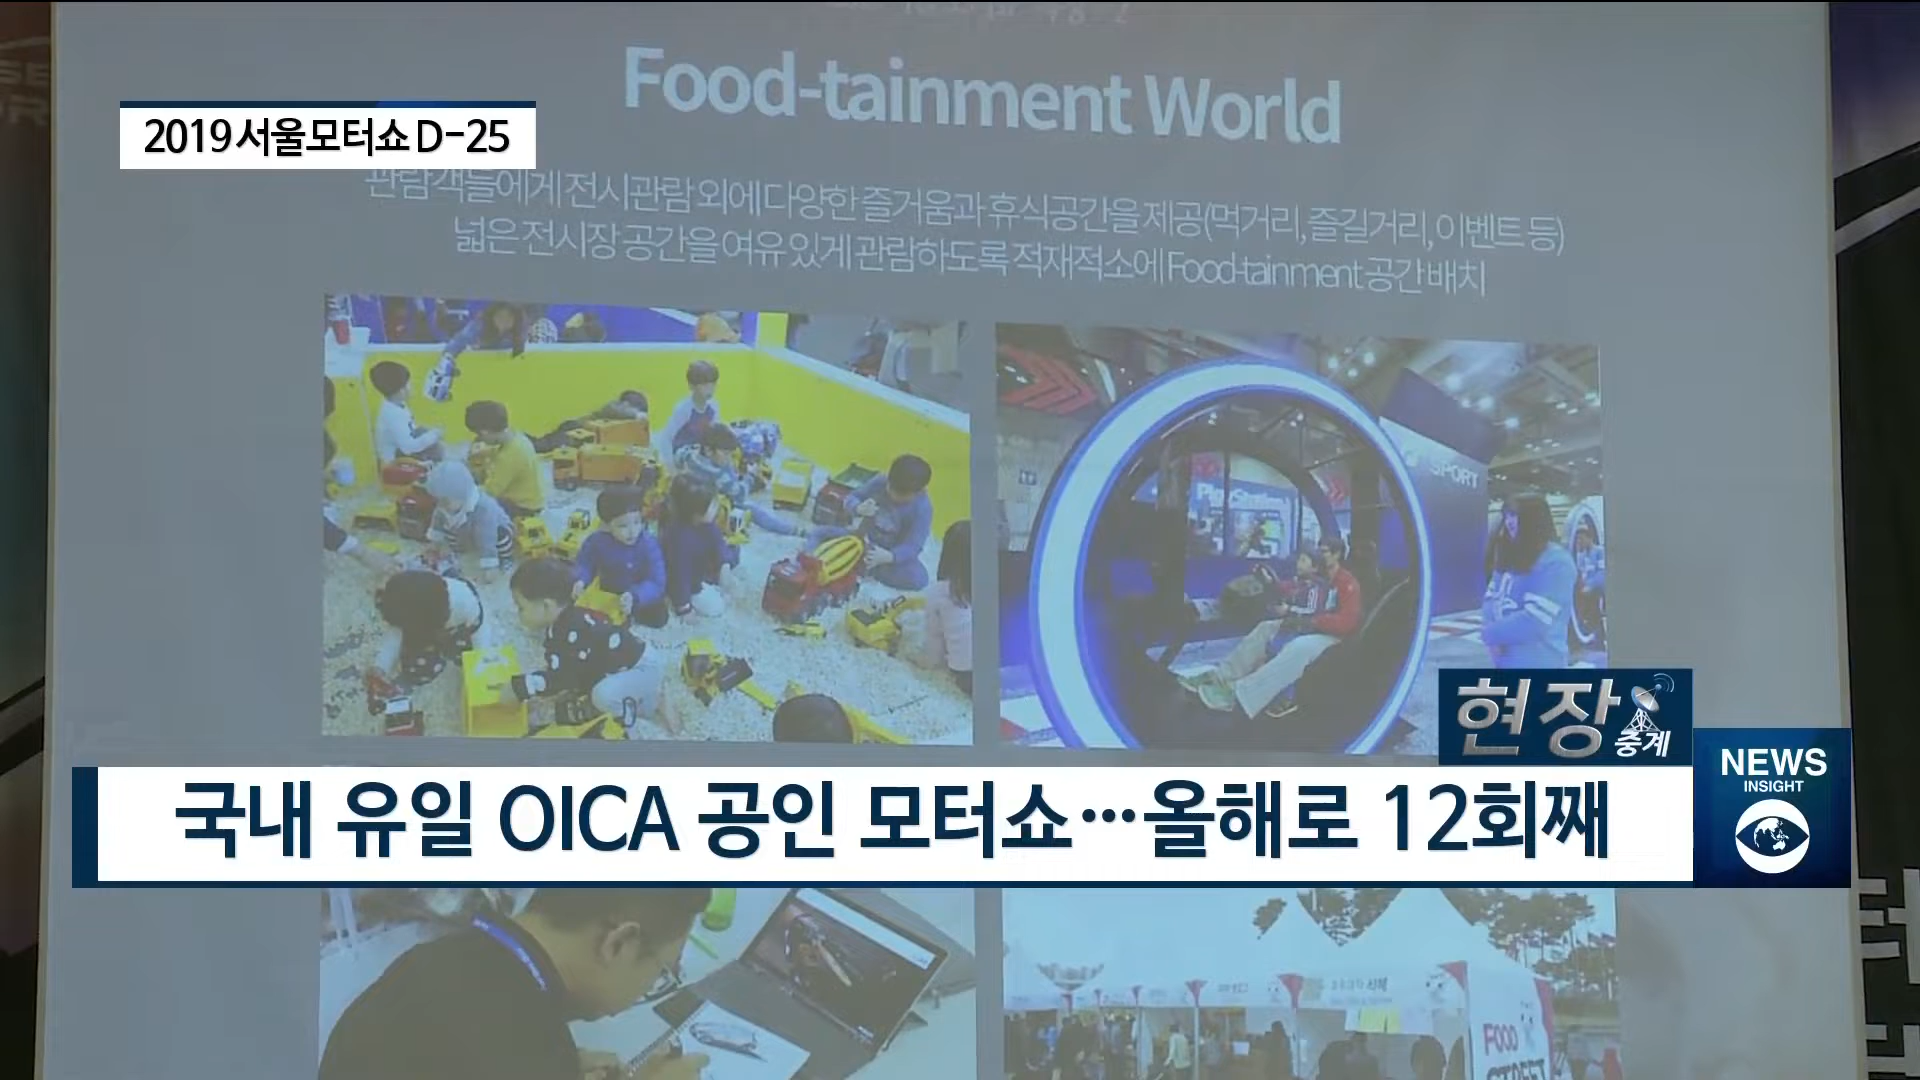 Food-tainment World
2019서울모터쇼 D-25
관람객들에게 전시관람 외에 다양한 즐거움과 휴식공간을 제공(먹거리, 즐길거리, 이벤트 등)
넓은 전시장 공간을 여유 있게 관람하도록 적재적소에 Food-tainment 공간 배치
SPORT
PlayStation
현장
중계
NEWS
INSIGHT
국내 유일 OICA 공인 모터쇼…올해로 12회째
FOOD
STREET